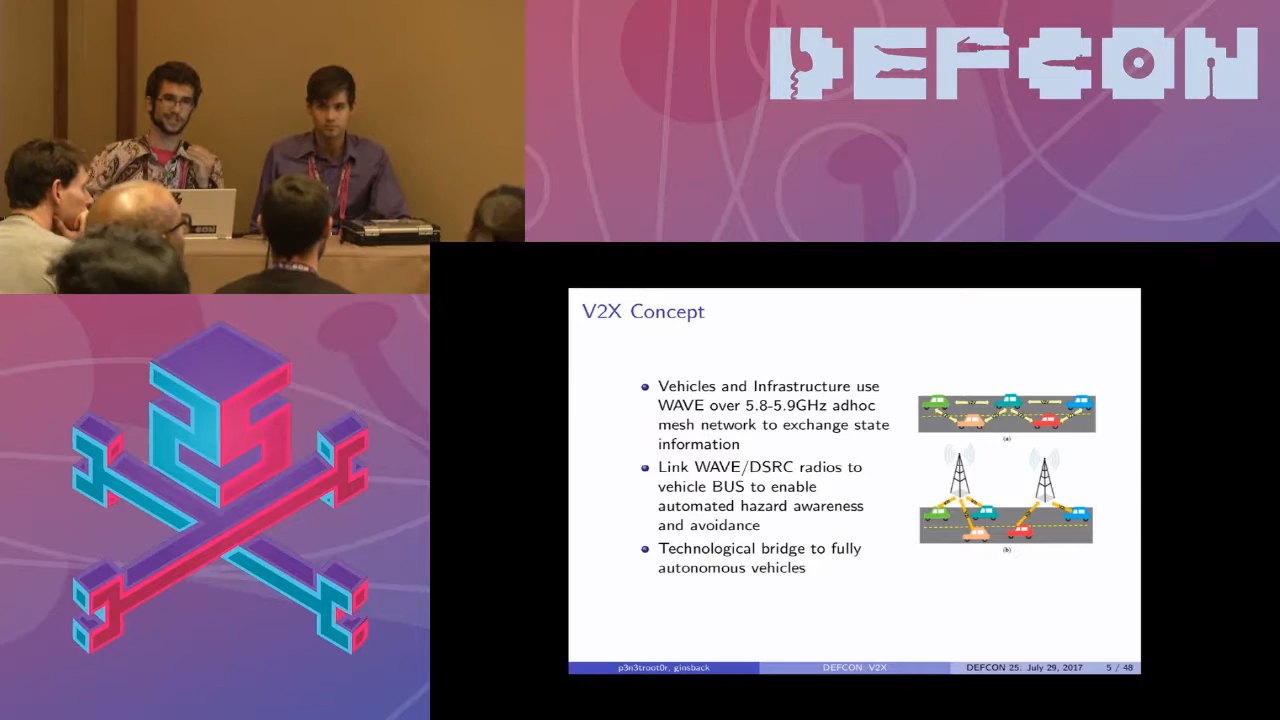 DEFCON
V2X Concept
Vehicles and Infrastructure use
WAVE over 5.8-5.9GHz adhoc
mesh network to exchange state
information
Link WAVE/DSRC radios to
vehicle BUS to enable
automated hazard awareness
and avoidance
Technological bridge to fully
autonomous vehicles
(a)
(b)
p3n3troot0r, ginsback
DEFCON V2X
DEFCON 25: July 29, 2017
5 / 48